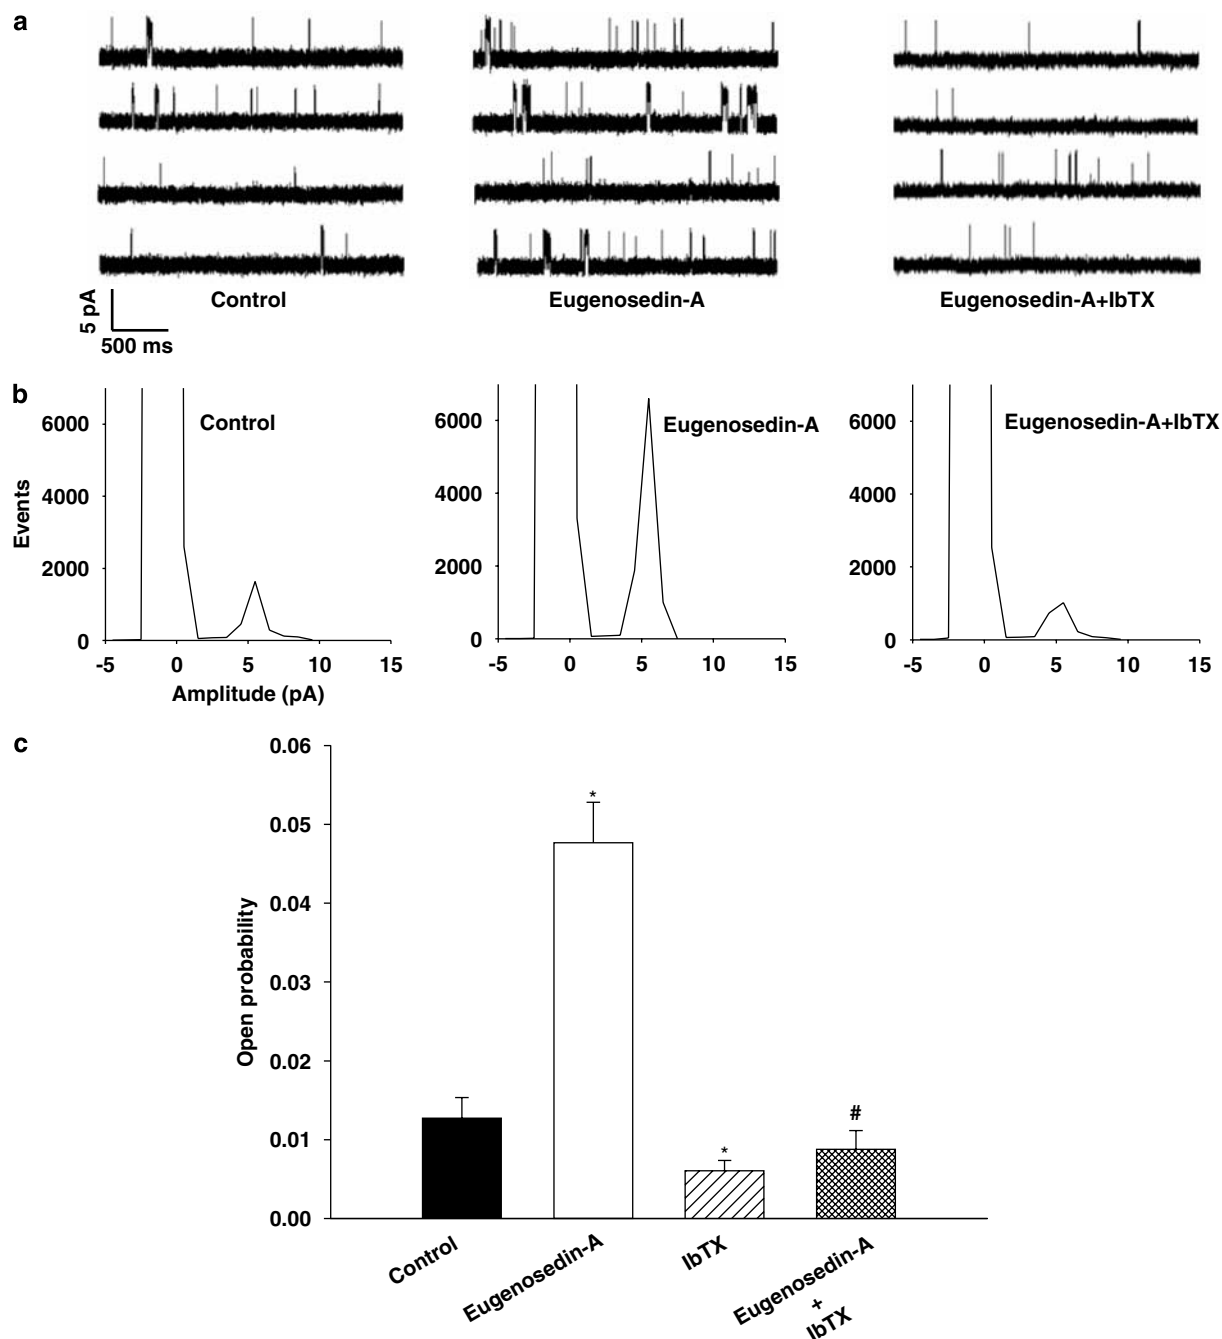 a
Control
Eugenosedin-A
Eugenosedin-A+IbTX
5 pA
500 ms
b
Events
6000
4000
2000
0
Control
-5
0
5
10
15
Amplitude (pA)
6000
4000
2000
0
Eugenosedin-A
-5
0
5
10
15
6000
4000
2000
0
Eugenosedin-A+IbTX
-5
0
5
10
15
c
Open probability
0.06
0.05
0.04
0.03
0.02
0.01
0.00
*
*
#
Control
Eugenosedin-A
IbTX
Eugenosedin-A
+
IbTX